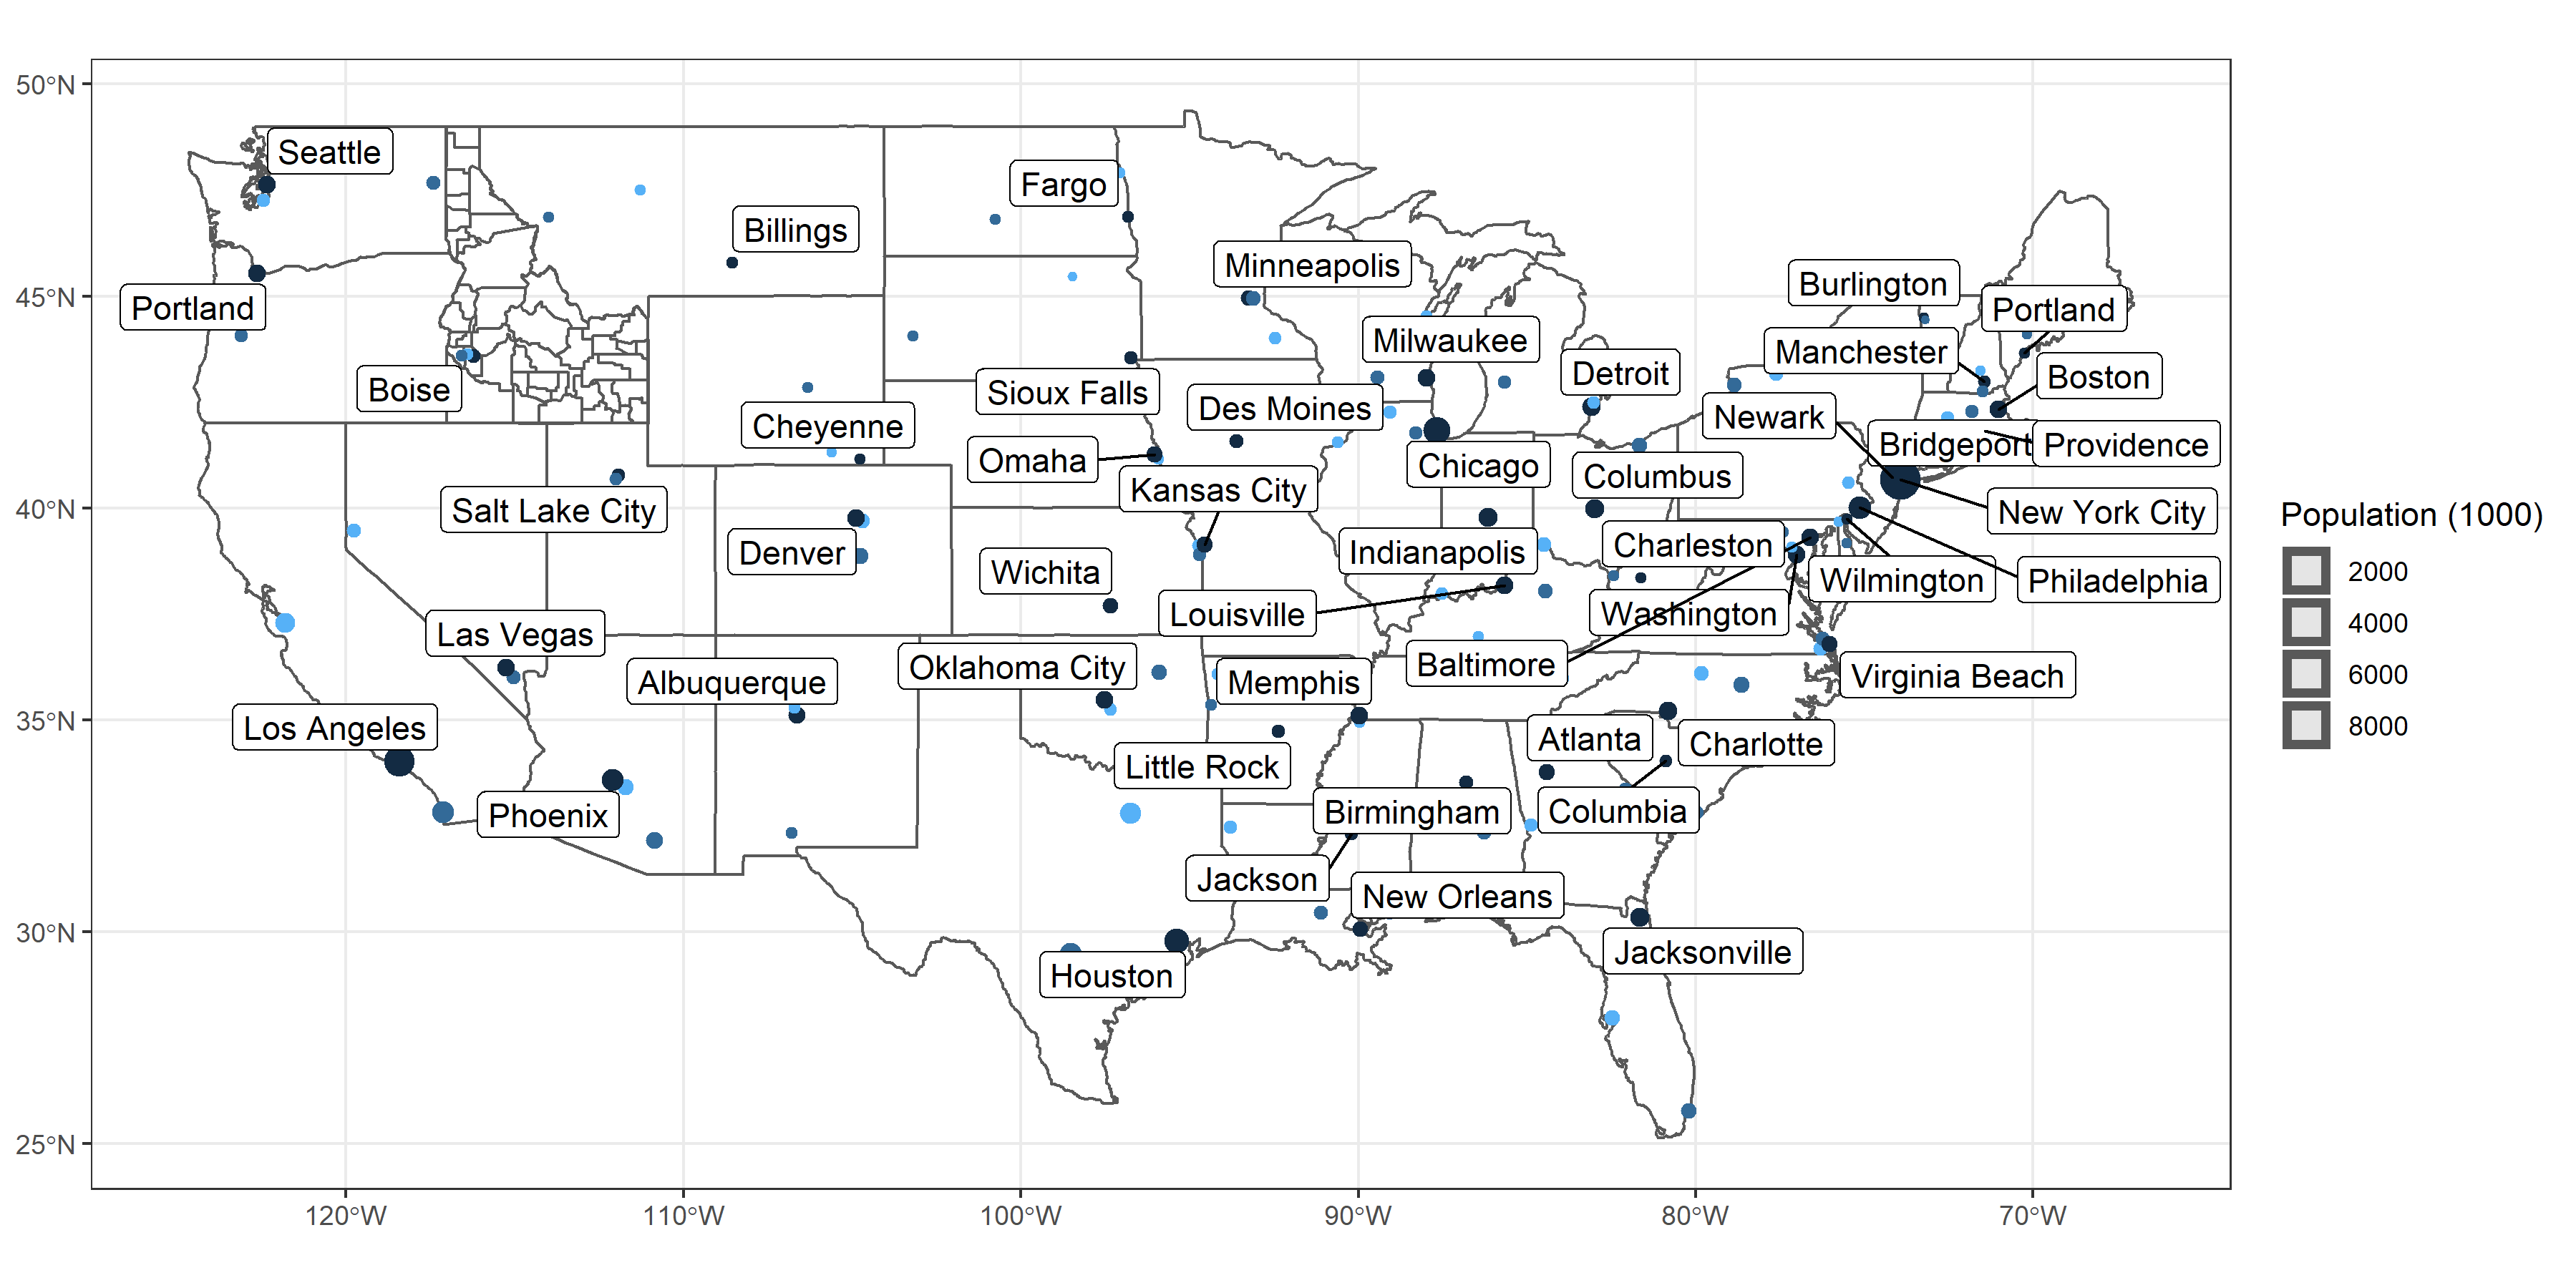 50°N
45°N
40°N
35°N
30°N
25°N
Seattle
Fargo
Billings
Minneapolis
Burlington
Portland
Portland
Milwaukee
Manchester
Detroit
Boston
Boise
Sioux Falls
Des Moines
Newark
Cheyenne
Bridgeport
Providence
Omaha
Chicago
Columbus
Kansas City
Salt Lake City
New York City
Denver
Indianapolis
Charleston
Wichita
Wilmington
Philadelphia
Louisville
Washington
Las Vegas
Oklahoma City
Baltimore
Virginia Beach
Albuquerque
Memphis
Los Angeles
Atlanta
Charlotte
Little Rock
Phoenix
Birmingham
Columbia
Jackson
New Orleans
Jacksonville
Houston
120°W
110°W
100°W
90°W
80°W
70°W
Population (1000)
2000
4000
6000
8000